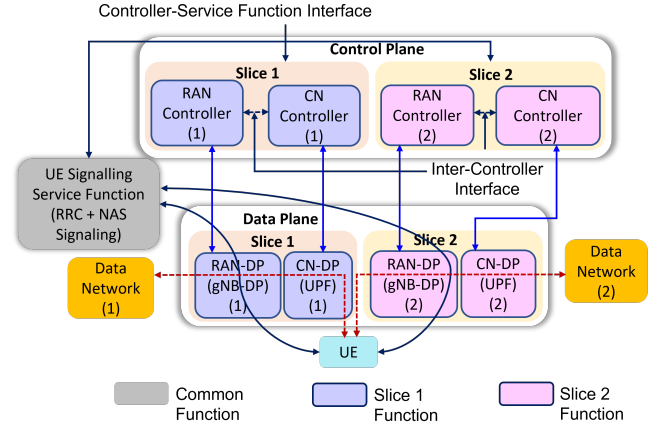 Controller-Service Function Interface
Control Plane
Slice 1
Slice 2
RAN
Controller
(1)
CN
Controller
(1)
RAN
Controller
(2)
CN
Controller
(2)
UE Signalling
Service Function
(RRC + NAS
Signaling)
Inter-Controller
Interface
Data Plane
Slice 1
Slice 2
Data
Network
(1)
RAN-DP
(gNB-DP)
(1)
CN-DP
(UPF)
(1)
RAN-DP
(gNB-DP)
(2)
CN-DP
(UPF)
(2)
Data
Network
(2)
UE
Common
Function
Slice 1
Function
Slice 2
Function